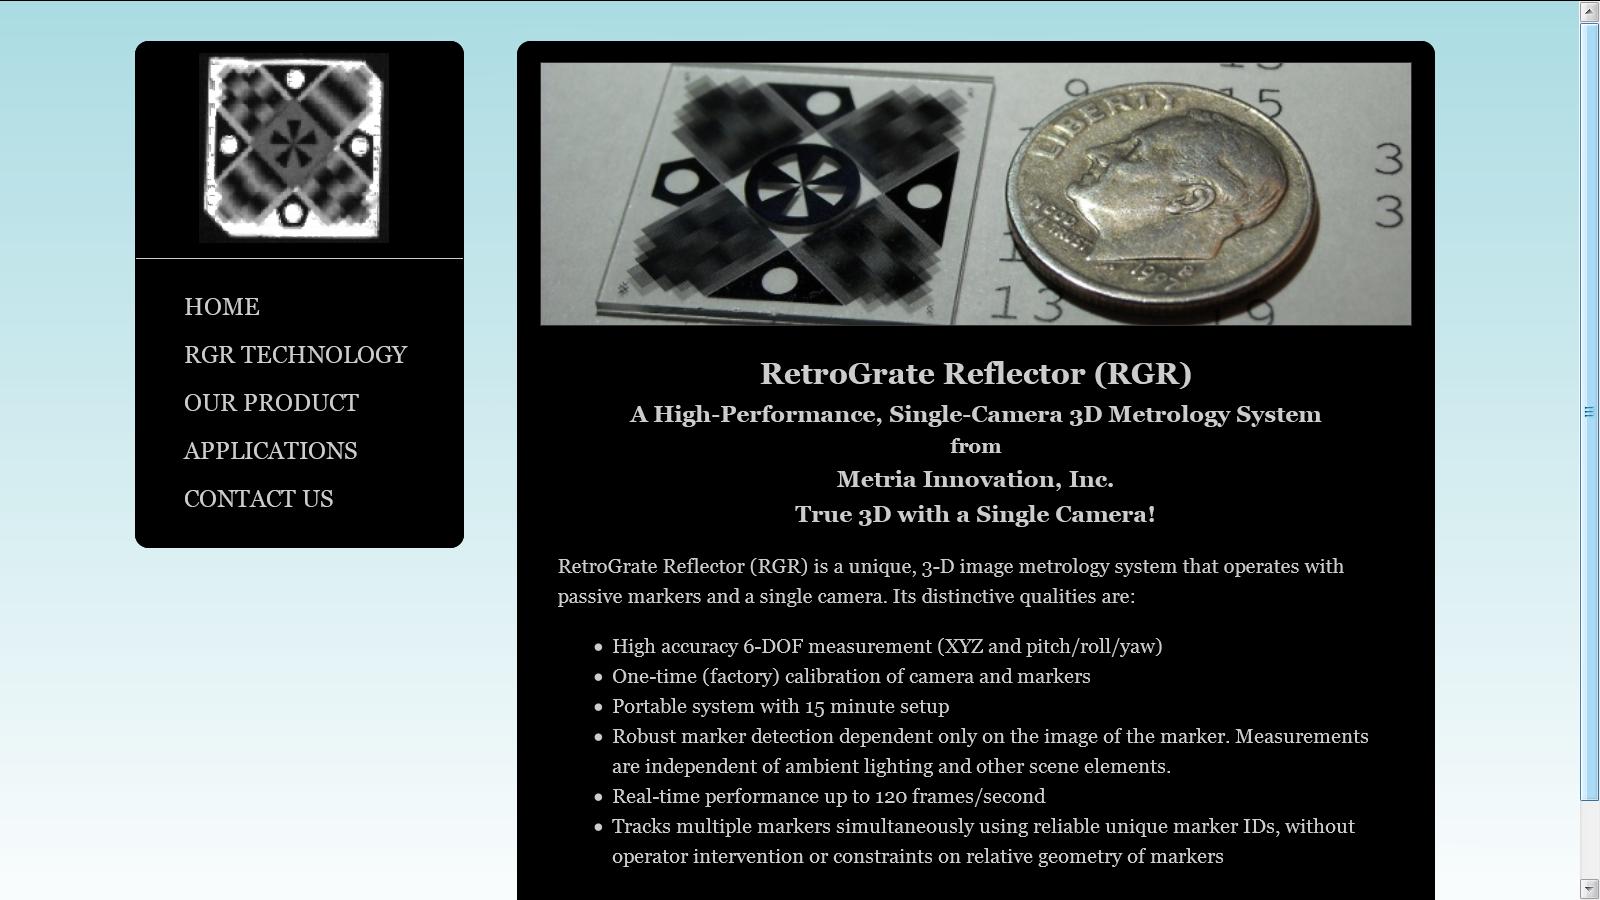 HOME
RGR TECHNOLOGY
OUR PRODUCT
APPLICATIONS
CONTACT US
9
15
3
LIBERTY
3
13
19
RetroGrate Reflector (RGR)
A High-Performance, Single-Camera 3D Metrology System
from
Metria Innovation, Inc.
True 3D with a Single Camera!
RetroGrate Reflector (RGR) is a unique, 3-D image metrology system that operates with
passive markers and a single camera. Its distinctive qualities are:
• High accuracy 6-DOF measurement (XYZ and pitch/roll/yaw)
• One-time (factory) calibration of camera and markers
• Portable system with 15 minute setup
• Robust marker detection dependent only on the image of the marker. Measurements
are independent of ambient lighting and other scene elements.
• Real-time performance up to 120 frames/second
• Tracks multiple markers simultaneously using reliable unique marker IDs, without
operator intervention or constraints on relative geometry of markers